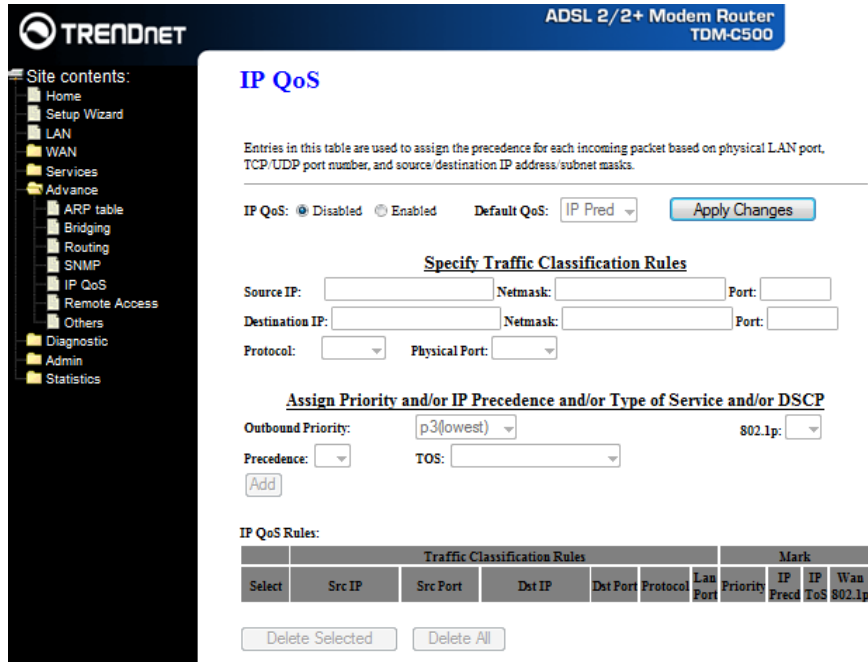 TRENDNET
ADSL 2/2+ Modem Router
TDM-C500
Site contents:
Home
Setup Wizard
LAN
WAN
Services
Advance
ARP table
Bridging
Routing
SNMP
IP QoS
Remote Access
Others
Diagnostic
Admin
Statistics
IP QoS
Entries in this table are used to assign the precedence for each incoming packet based on physical LAN port,
TCP/UDP port number, and source/destination IP address/subnet masks.
IP QoS: Disabled Enabled Default QoS: IP Pred Apply Changes
Specify Traffic Classification Rules
Source IP: Netmask: Port:
Destination IP: Netmask: Port:
Protocol: Physical Port:
Assign Priority and/or IP Precedence and/or Type of Service and/or DSCP
Outbound Priority: p3(lowest) 802.1p:
Precedence: TOS:
Add
IP QoS Rules:
Traffic Classification Rules Mark
Select Src IP Src Port Dst IP Dst Port Protocol Lan Port Priority IP Precd IP ToS Wan 802.1p
Delete Selected Delete All